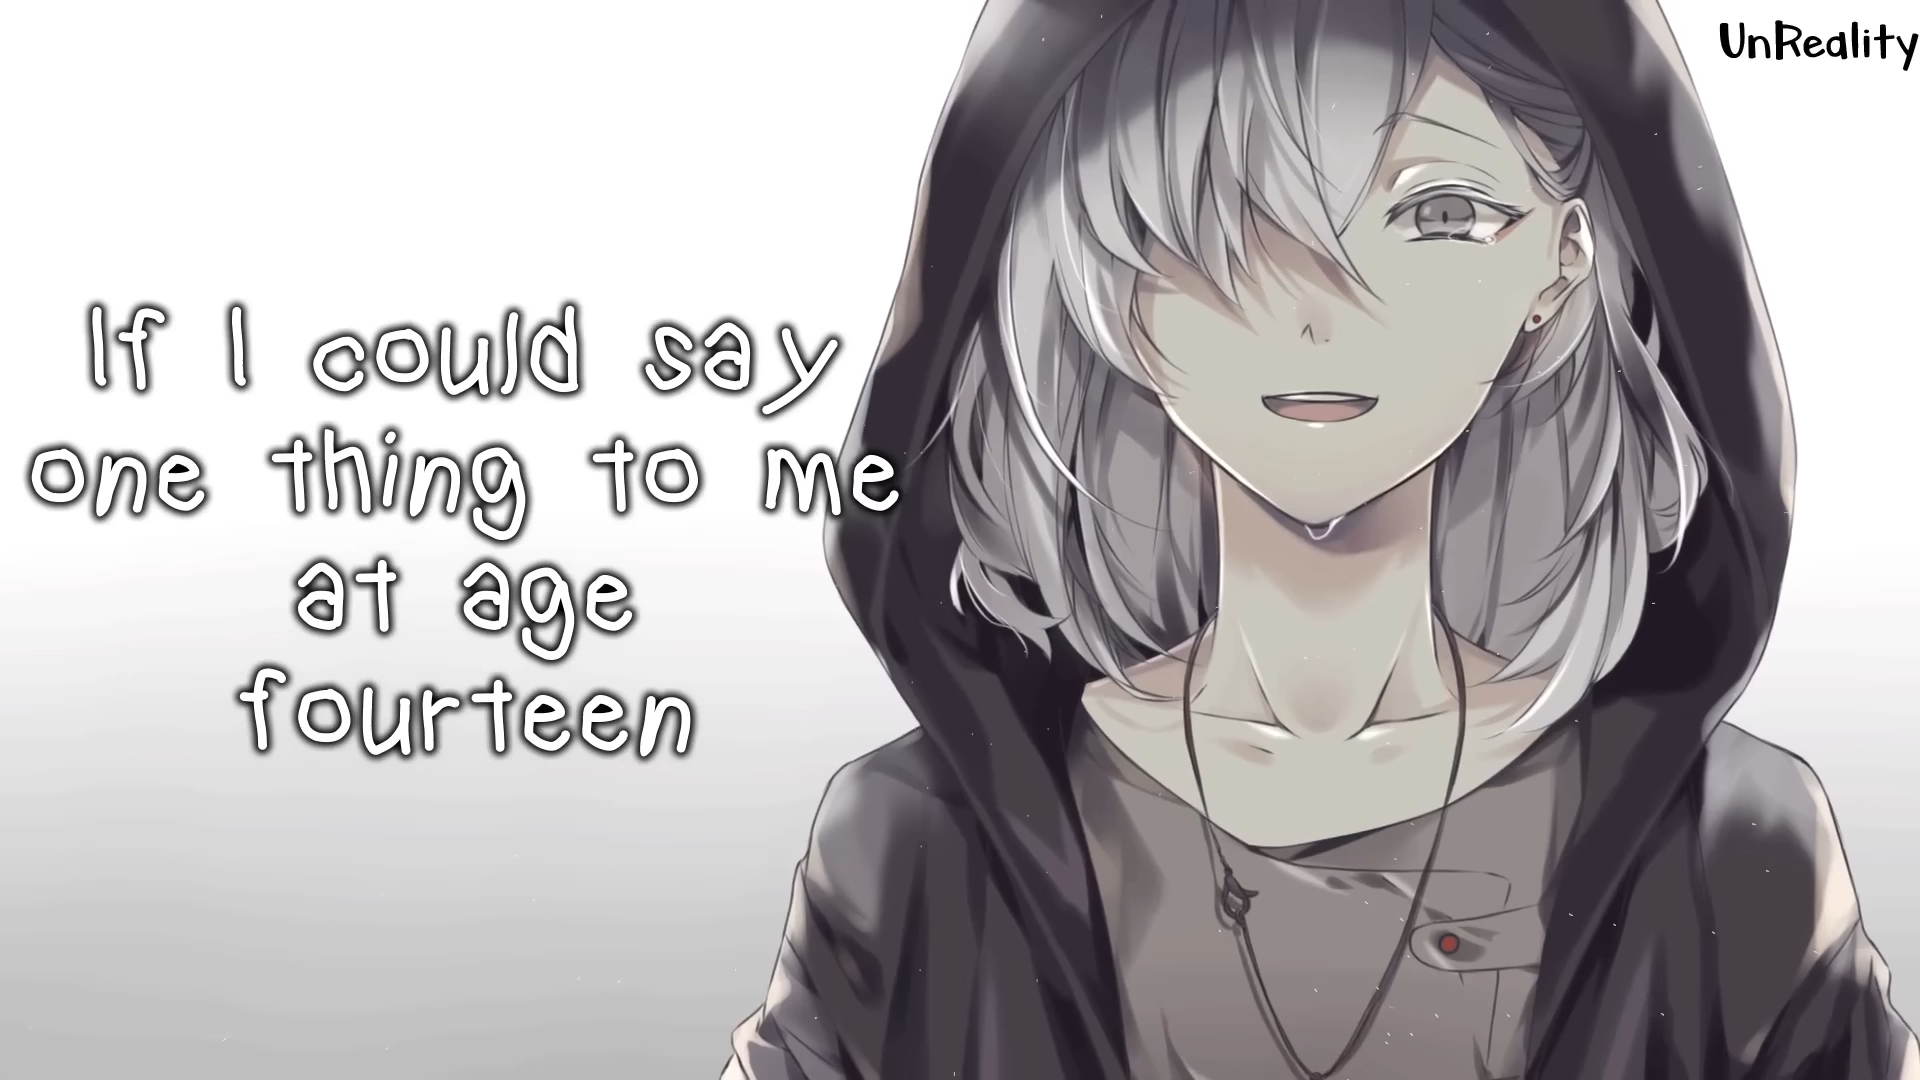 UnReality
If I could say
one thing to me
at age
fourteen